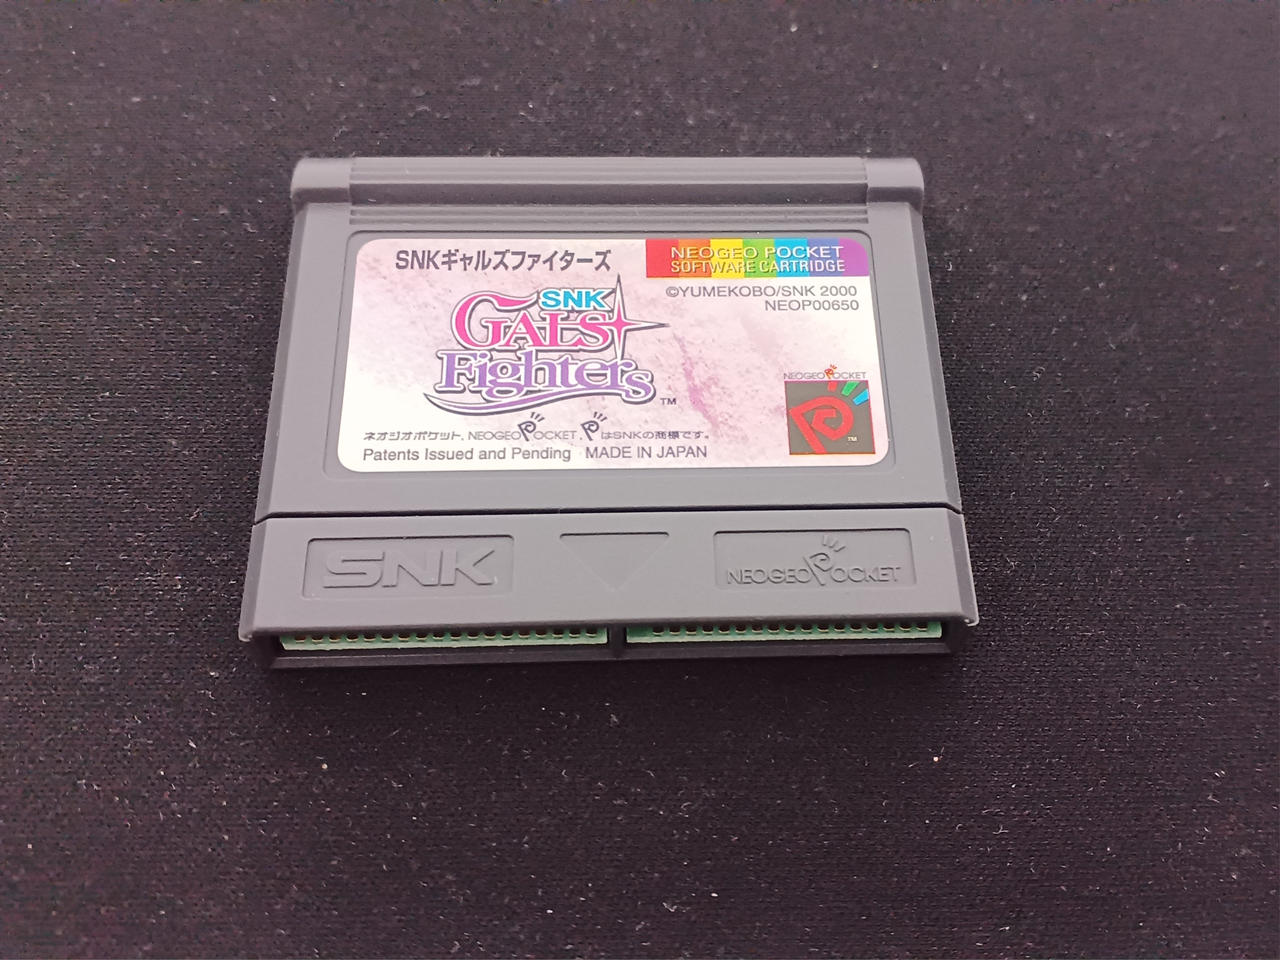 SNKギャルズファイターズ
NEOGEO POCKET
SOFTWARE CARTRIDGE
©YUMEKOBO/SNK 2000
NEOP00650
SNK
GALS'
Fighters
TM
NEOGEO POCKET
TM
ネオジオポケット, NEOGEO POCKET, PはSNKの商標です。
Patents Issued and Pending MADE IN JAPAN
SNK
NEOGEO POCKET